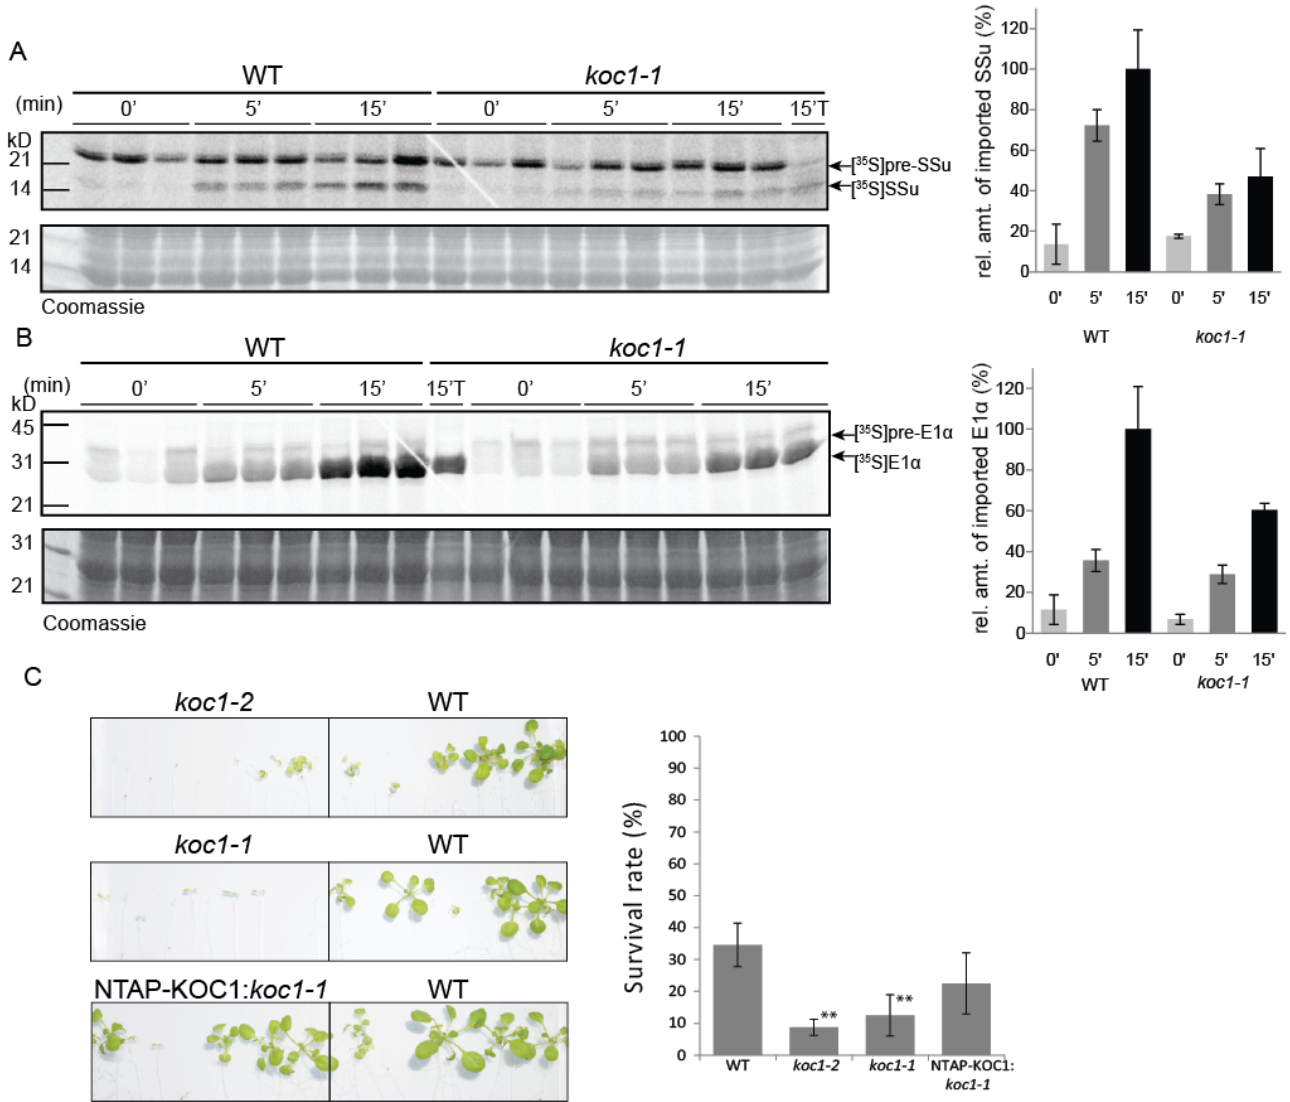 A
WT koc1-1
(min) 0' 5' 15' 0' 5' 15' 15'T
kD
21
14
[³⁵S]pre-SSu
[³⁵S]SSu
21
14
Coomassie
rel. amt. of imported SSu (%)
120
100
80
60
40
20
0
0' 5' 15' 0' 5' 15'
WT koc1-1
B
WT koc1-1
(min) 0' 5' 15' 15'T 0' 5' 15'
kD
45
31
21
[³⁵S]pre-E1α
[³⁵S]E1α
31
21
Coomassie
rel. amt. of imported E1α (%)
120
100
80
60
40
20
0
0' 5' 15' 0' 5' 15'
WT koc1-1
C
koc1-2 WT
koc1-1 WT
NTAP-KOC1:koc1-1 WT
Survival rate (%)
100
90
80
70
60
50
40
30
20
10
0
** **
WT koc1-2 koc1-1 NTAP-KOC1:
koc1-1